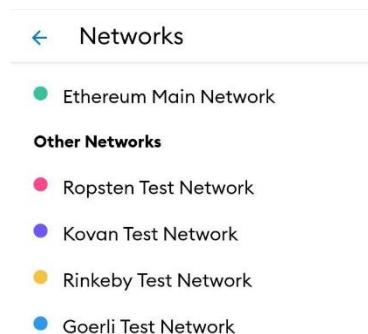 Networks
Ethereum Main Network
Other Networks
Ropsten Test Network
Kovan Test Network
Rinkeby Test Network
Goerli Test Network